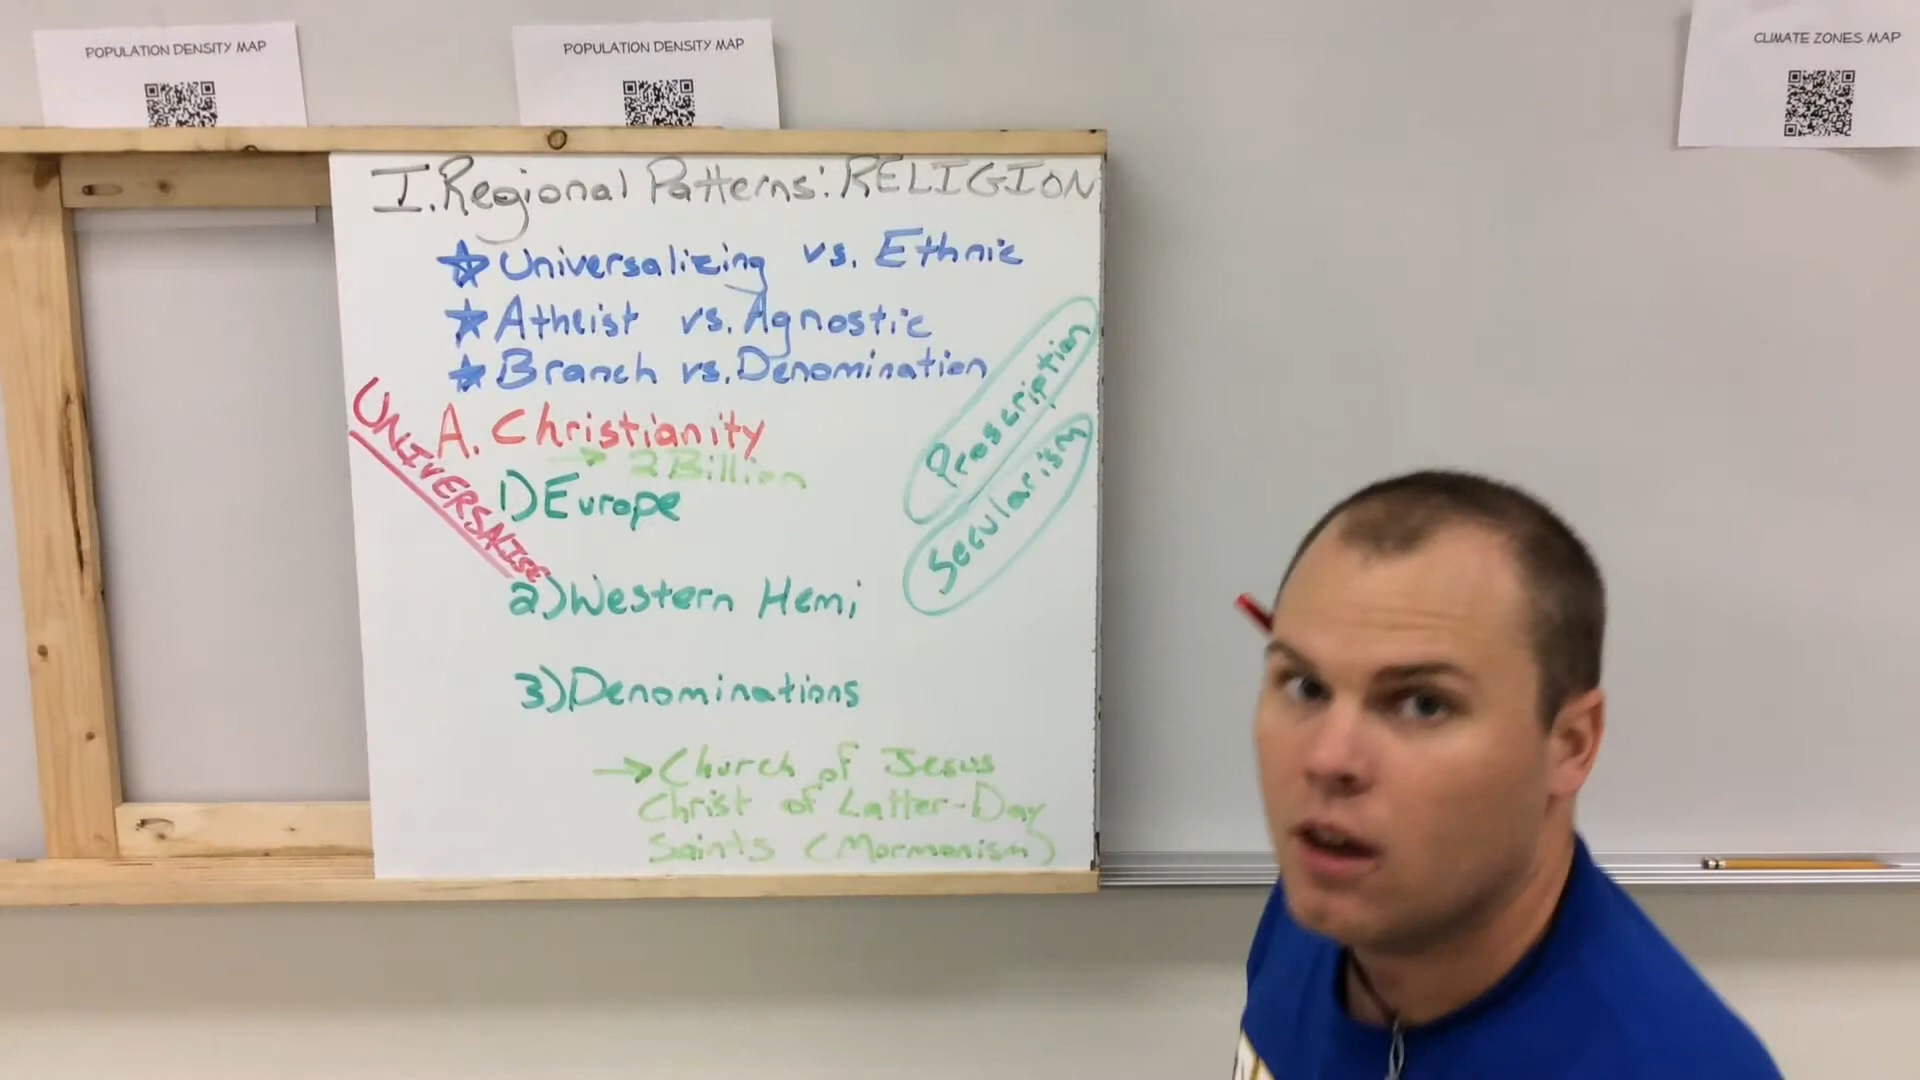 POPULATION DENSITY MAP
POPULATION DENSITY MAP
CLIMATE ZONES MAP
I. Regional Patterns: RELIGION
Universalizing vs. Ethnic
Atheist vs. Agnostic
Branch vs. Denomination
UNIVERSALISE
A. Christianity
→ 2 Billion
1) Europe
2) Western Hemi
3) Denominations
→ Church of Jesus
Christ of Latter-Day
Saints (Mormonism)
Proscription
Secularism